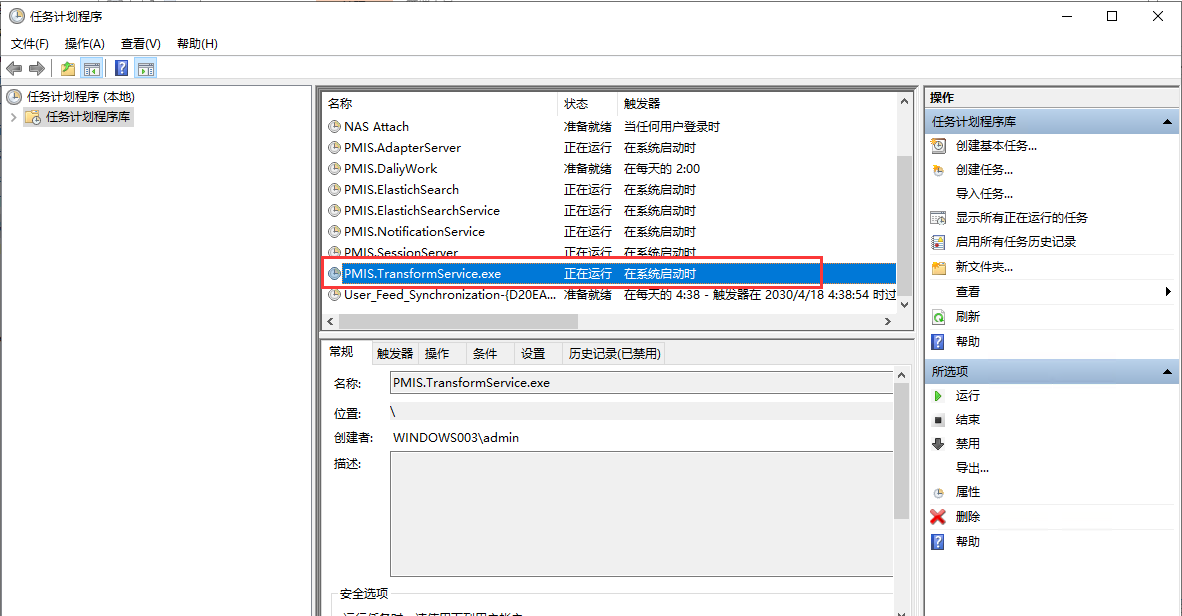 任务计划程序
文件(F) 操作(A) 查看(V) 帮助(H)
任务计划程序 (本地)
任务计划程序库
名称 状态 触发器
NAS Attach 准备就绪 当任何用户登录时
PMIS.AdapterServer 正在运行 在系统启动时
PMIS.DaliyWork 准备就绪 在每天的 2:00
PMIS.ElastichSearch 正在运行 在系统启动时
PMIS.ElastichSearchService 正在运行 在系统启动时
PMIS.NotificationService 正在运行 在系统启动时
PMIS.SessionServer 正在运行 在系统启动时
PMIS.TransformService.exe 正在运行 在系统启动时
User_Feed_Synchronization-{D20EA... 准备就绪 在每天的 4:38 - 触发器在 2030/4/18 4:38:54 时过
常规 触发器 操作 条件 设置 历史记录(已禁用)
名称: PMIS.TransformService.exe
位置: \
创建者: WINDOWS003\admin
描述:
安全选项
运行任务时，请使用下列用户帐户
操作
任务计划程序库
创建基本任务...
创建任务...
导入任务...
显示所有正在运行的任务
启用所有任务历史记录
新文件夹...
查看
刷新
帮助
所选项
运行
结束
禁用
导出...
属性
删除
帮助